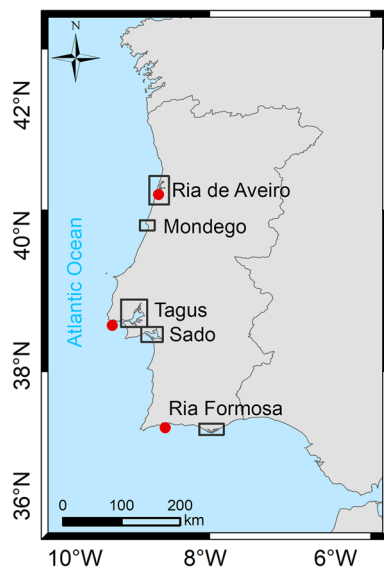 N
42°N
Ria de Aveiro
40°N
Mondego
Atlantic Ocean
Tagus
Sado
38°N
Ria Formosa
36°N
0 100 200
km
10°W 8°W 6°W